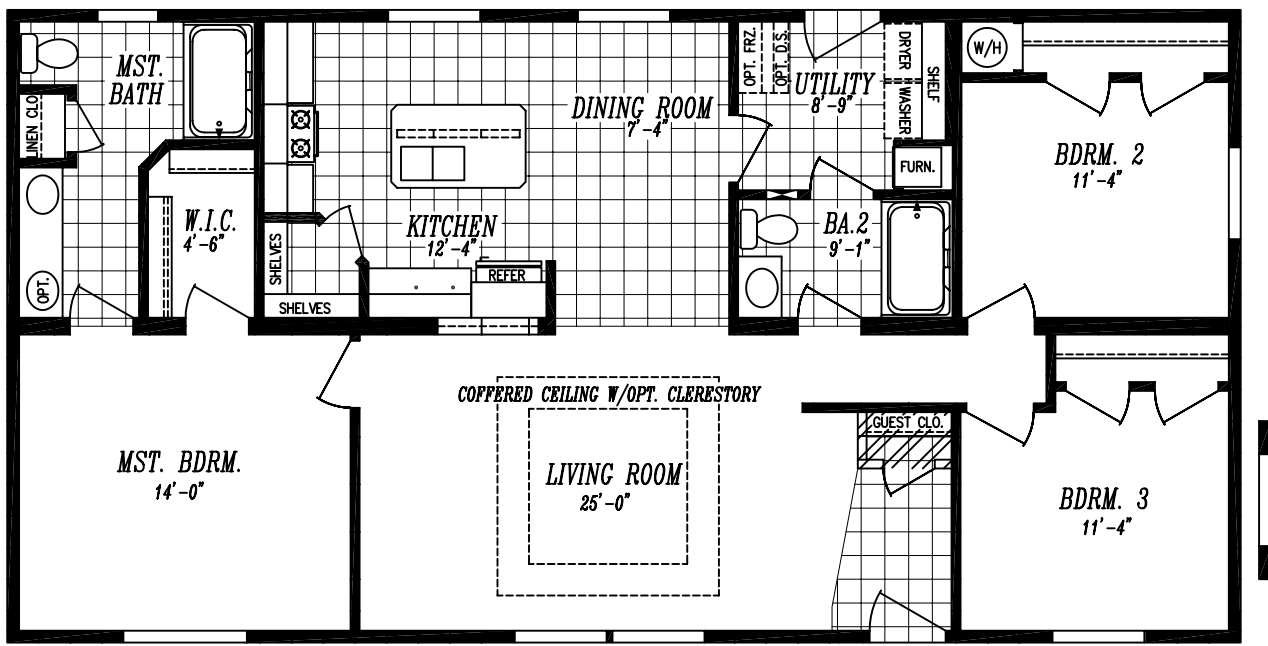 MST.
BATH
LINEN CLO
OPT.
W.I.C.
4'-6"
SHELVES
SHELVES
KITCHEN
12'-4"
REFER
DINING ROOM
7'-4"
OPT. FRZ.
OPT. D.S.
UTILITY
8'-9"
DRYER
WASHER
SHELF
FURN.
BA.2
9'-1"
W/H
BDRM. 2
11'-4"
MST. BDRM.
14'-0"
COFFERED CEILING W/OPT. CLERESTORY
LIVING ROOM
25'-0"
GUEST CLO.
BDRM. 3
11'-4"